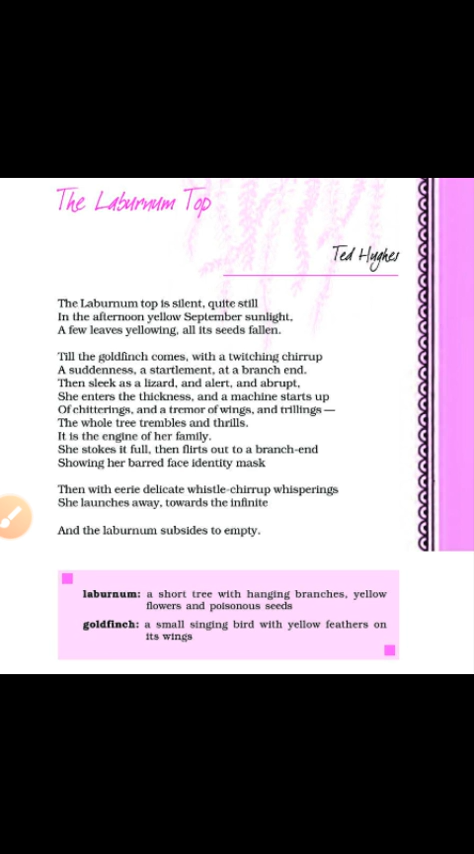 The Laburnum Top
Ted Hughes
The Laburnum top is silent, quite still
In the afternoon yellow September sunlight,
A few leaves yellowing, all its seeds fallen.
Till the goldfinch comes, with a twitching chirrup
A suddenness, a startlement, at a branch end.
Then sleek as a lizard, and alert, and abrupt,
She enters the thickness, and a machine starts up
Of chitterings, and a tremor of wings, and trillings —
The whole tree trembles and thrills.
It is the engine of her family.
She stokes it full, then flirts out to a branch-end
Showing her barred face identity mask
Then with eerie delicate whistle-chirrup whisperings
She launches away, towards the infinite
And the laburnum subsides to empty.
laburnum: a short tree with hanging branches, yellow
flowers and poisonous seeds
goldfinch: a small singing bird with yellow feathers on
its wings